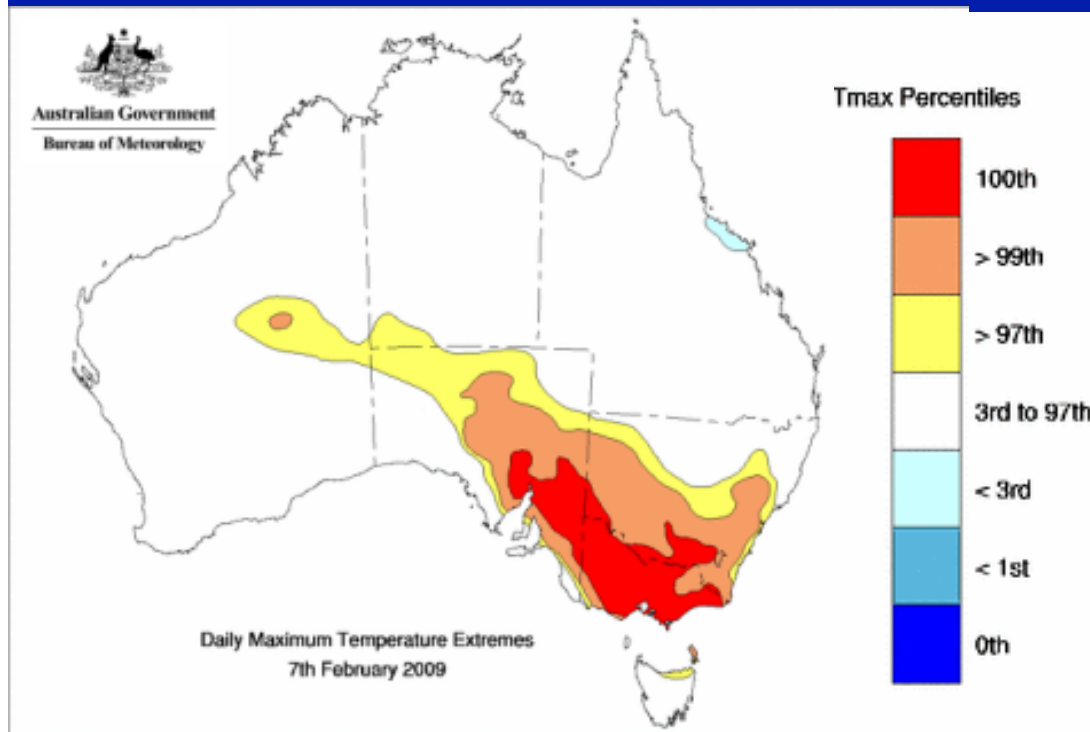 Australian Government
Bureau of Meteorology
Tmax Percentiles
100th
> 99th
> 97th
3rd to 97th
< 3rd
< 1st
0th
Daily Maximum Temperature Extremes
7th February 2009